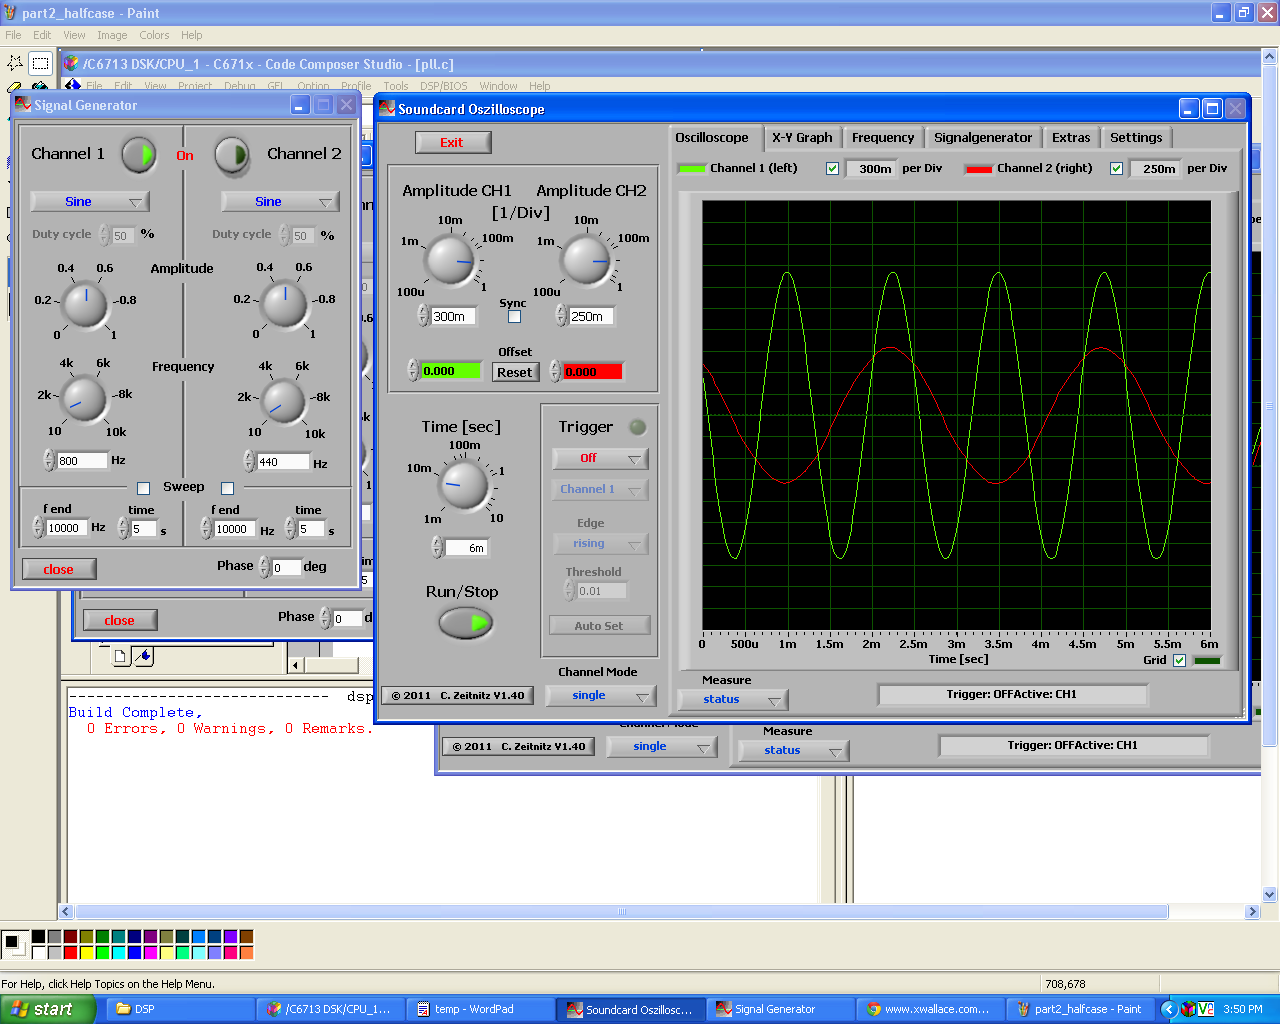 part2_halfcase - Paint
File Edit View Image Colors Help
/C6713 DSK/CPU_1 - C671x - Code Composer Studio - [pll.c]
File Edit View Project Debug GEL Option Profile Tools DSP/BIOS Window Help
Signal Generator
Channel 1 On Channel 2
Sine Sine
Duty cycle 50 % Duty cycle 50 %
Amplitude
0.4 0.6 0.4 0.6
0.2 0.8 0.2 0.8
0 1 0 1
Frequency
4k 6k 4k 6k
2k 8k 2k 8k
10 10k 10 10k
800 Hz 440 Hz
Sweep
f end time f end time
10000 Hz 5 s 10000 Hz 5 s
close Phase 0 deg
close Phase 0 d
Soundcard Oszilloscope
Exit
Amplitude CH1 Amplitude CH2
[1/Div]
10m 10m
1m 100m 1m 100m
100u 1 100u 1
Sync
300m 250m
Offset
0.000 Reset 0.000
Time [sec]
100m
10m 1
1m 10
6m
Run/Stop
Trigger
Off
Channel 1
Edge
rising
Threshold
0.01
Auto Set
Channel Mode
© 2011 C. Zeitnitz V1.40 single
Oscilloscope X-Y Graph Frequency Signalgenerator Extras Settings
Channel 1 (left) 300m per Div Channel 2 (right) 250m per Div
0 500u 1m 1.5m 2m 2.5m 3m 3.5m 4m 4.5m 5m 5.5m 6m
Time [sec]
Grid
Measure
status Trigger: OFFActive: CH1
Channel Mode Measure
© 2011 C. Zeitnitz V1.40 single status Trigger: OFFActive: CH1
----------------------------- dsp
Build Complete,
0 Errors, 0 Warnings, 0 Remarks.
For Help, click Help Topics on the Help Menu. 708,678
start DSP /C6713 DSK/CPU_1... temp - WordPad Soundcard Oszillosc... Signal Generator www.xwallace.com... part2_halfcase - Paint 3:50 PM